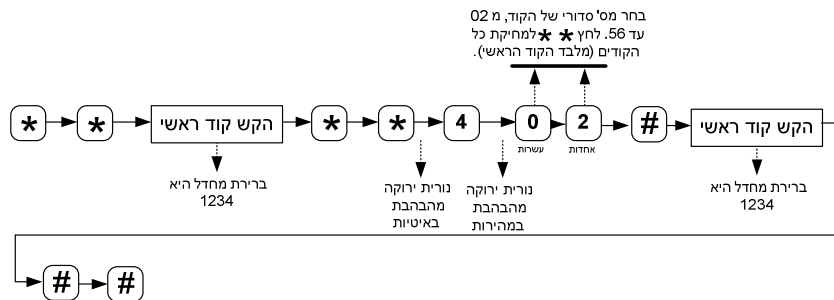 בחר מס' סדורי של הקוד, מ 02
עד 56. לחץ * * למחיקת כל
הקודים (מלבד הקוד הראשי).
* * הקש קוד ראשי * * 4 0 2 # הקש קוד ראשי
עשרות אחדות
ברירת מחדל היא
1234
נורית ירוקה
מהבהבת
באיטיות
נורית ירוקה
מהבהבת
במהירות
ברירת מחדל היא
1234
# #